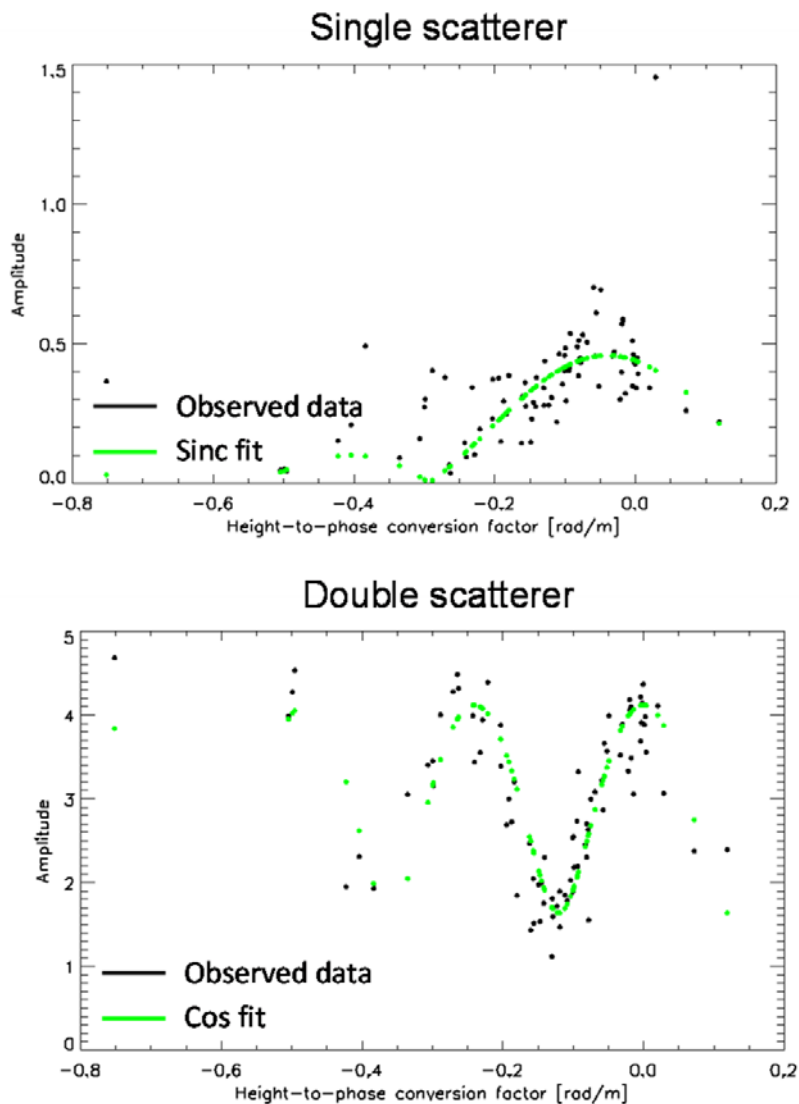 Single scatterer
1.5
1.0
0.5
0.0
Amplitude
Observed data
Sinc fit
-0.8 -0.6 -0.4 -0.2 0.0 0.2
Height-to-phase conversion factor [rad/m]
Double scatterer
5
4
3
2
1
0
Amplitude
Observed data
Cos fit
-0.8 -0.6 -0.4 -0.2 0.0 0.2
Height-to-phase conversion factor [rad/m]